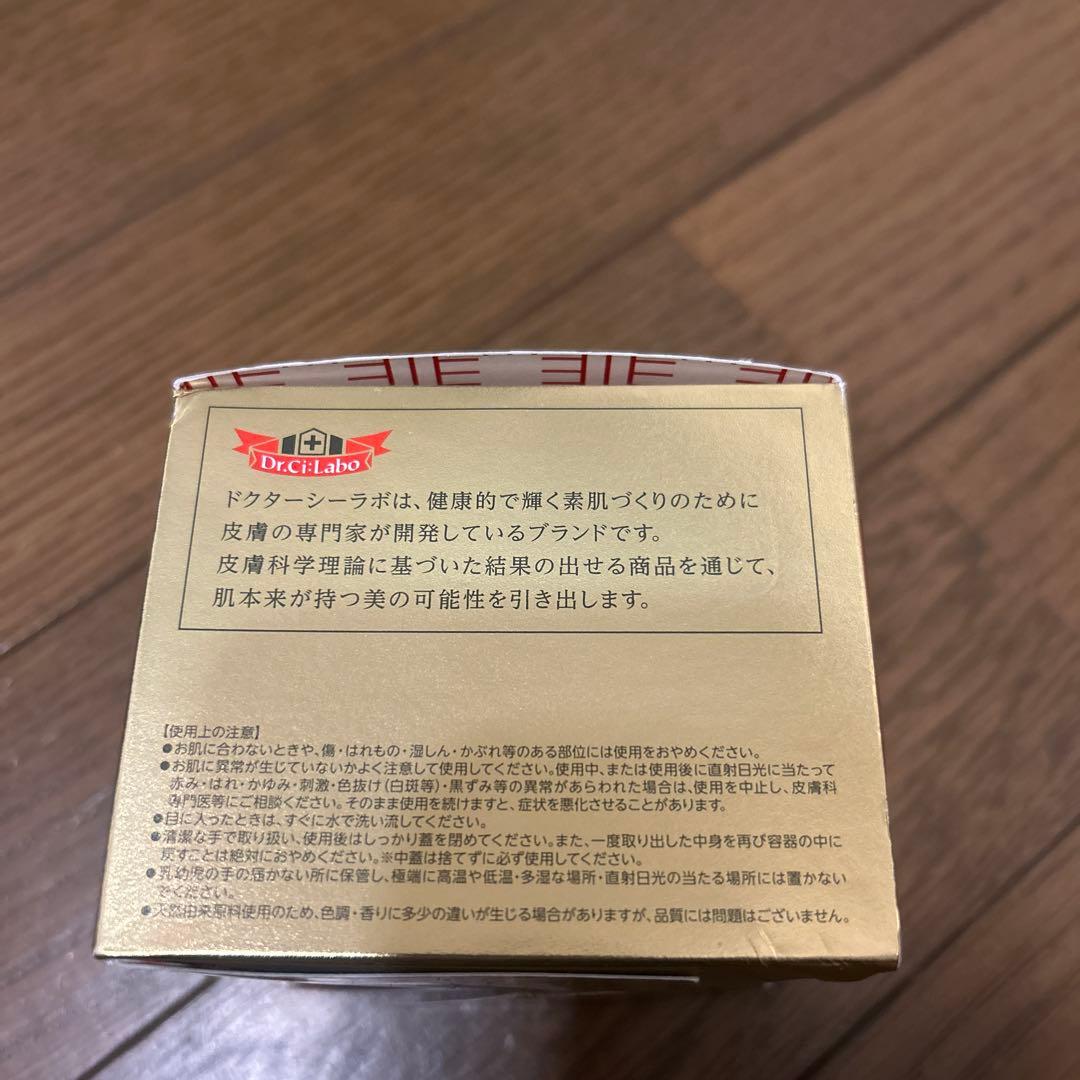 Dr.Ci:Labo
ドクターシーラボは、健康的で輝く素肌づくりのために
皮膚の専門家が開発しているブランドです。
皮膚科学理論に基づいた結果の出せる商品を通じて、
肌本来が持つ美の可能性を引き出します。
【使用上の注意】
●お肌に合わないときや、傷・はれもの・湿しん・かぶれ等のある部位には使用をおやめください。
●お肌に異常が生じていないかよく注意して使用してください。使用中、または使用後に直射日光に当たって
赤み・はれ・かゆみ・刺激・色抜け(白斑等)・黒ずみ等の異常があらわれた場合は、使用を中止し、皮膚科
専門医等にご相談ください。そのまま使用を続けますと、症状を悪化させることがあります。
●目に入ったときは、すぐに水で洗い流してください。
●清潔な手で取り扱い、使用後はしっかり蓋を閉めてください。また、一度取り出した中身を再び容器の中に
戻すことは絶対におやめください。※中蓋は捨てずに必ず使用してください。
●乳幼児の手の届かない所に保管し、極端に高温や低温・多湿な場所・直射日光の当たる場所には置かない
でください。
●天然由来原料使用のため、色調・香りに多少の違いが生じる場合がありますが、品質には問題はございません。